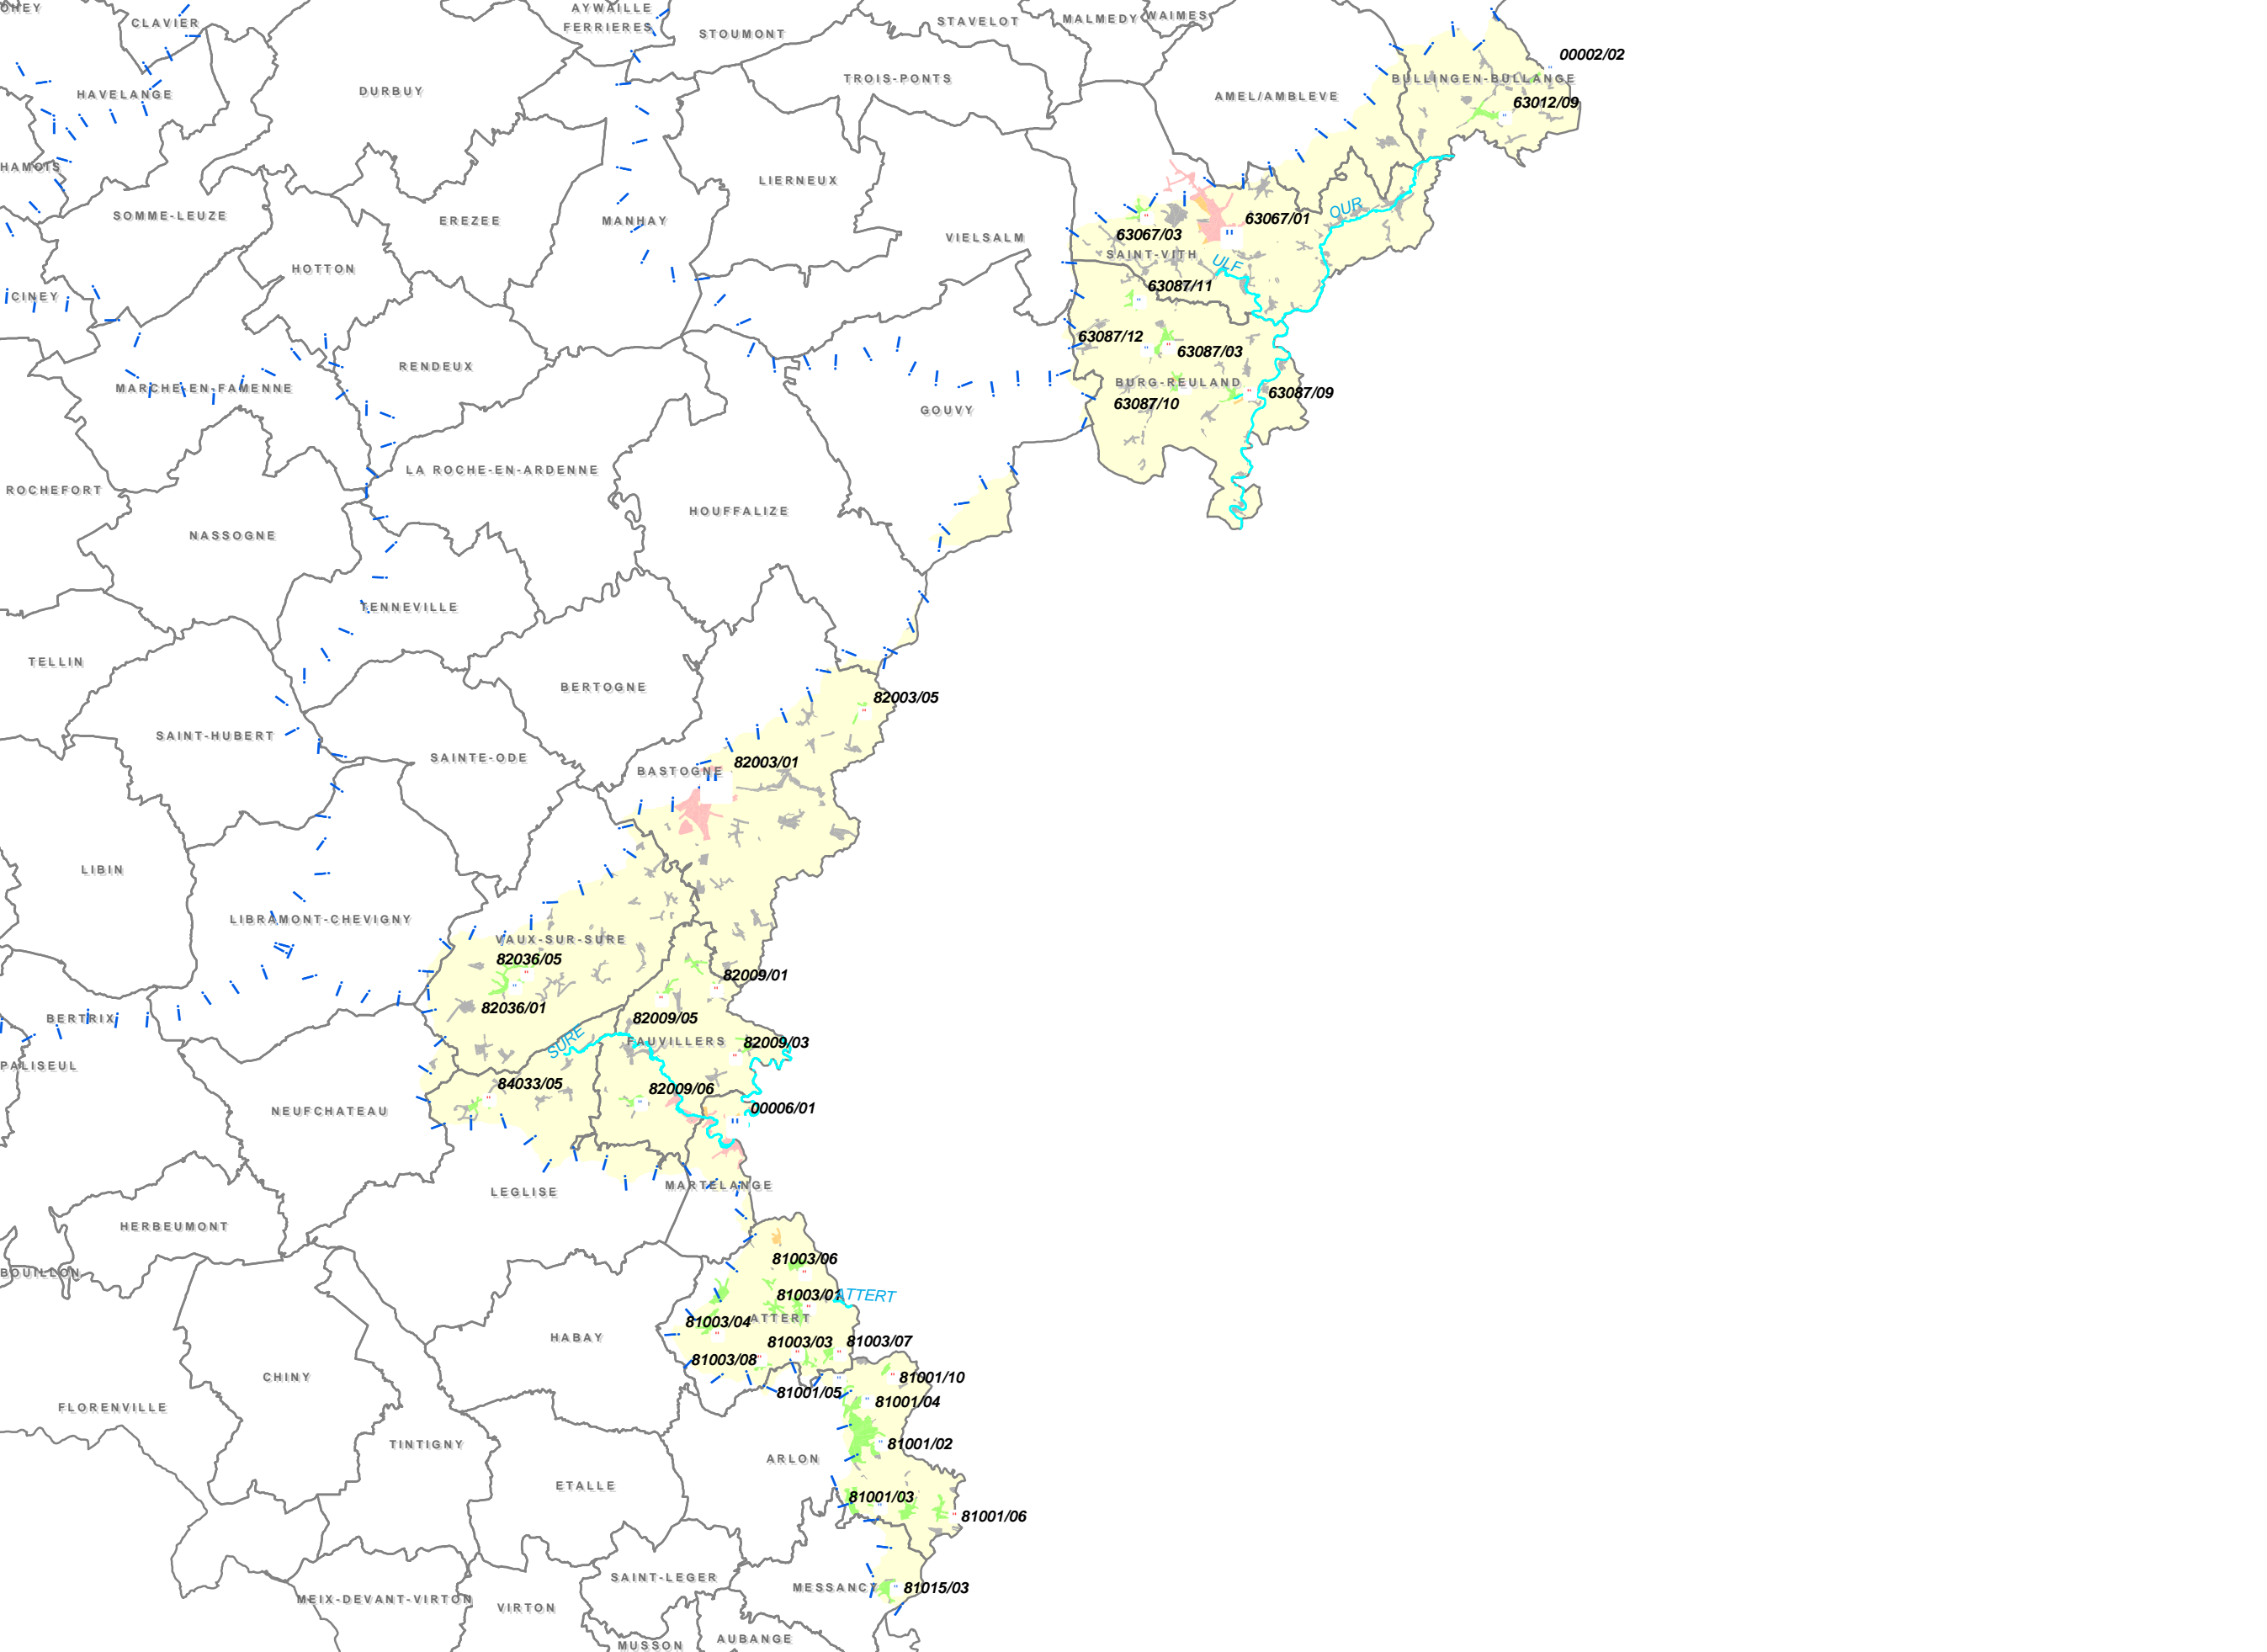 OHEY
CLAVIER
AYWAILLE
FERRIERES
STOUMONT
STAVELOT
MALMEDY
WAIMES
00002/02
HAVELANGE
DURBUY
TROIS-PONTS
AMEL/AMBLEVE
BULLINGEN-BULLANGE
63012/09
HAMOIS
LIERNEUX
SOMME-LEUZE
EREZEE
MANHAY
VIELSALM
63067/03
63067/01
OUR
SAINT-VITH
ULF
HOTTON
CINEY
63087/11
63087/12
63087/03
RENDEUX
MARCHE-EN-FAMENNE
BURG-REULAND
63087/10
63087/09
GOUVY
LA ROCHE-EN-ARDENNE
ROCHEFORT
HOUFFALIZE
NASSOGNE
TENNEVILLE
TELLIN
BERTOGNE
82003/05
SAINT-HUBERT
SAINTE-ODE
BASTOGNE
82003/01
LIBIN
LIBRAMONT-CHEVIGNY
VAUX-SUR-SURE
82036/05
82009/01
82036/01
BERTRIX
82009/05
SURE
FAUVILLERS
82009/03
PALISEUL
84033/05
82009/06
NEUFCHATEAU
00006/01
LEGLISE
MARTELANGE
HERBEUMONT
81003/06
BOUILLON
81003/01
ATTERT
ATTERT
81003/04
HABAY
81003/03
81003/07
81003/08
CHINY
81001/10
81001/05
81001/04
FLORENVILLE
TINTIGNY
81001/02
ARLON
ETALLE
81001/03
81001/06
SAINT-LEGER
MESSANCY
81015/03
MEIX-DEVANT-VIRTON
VIRTON
MUSSON
AUBANGE